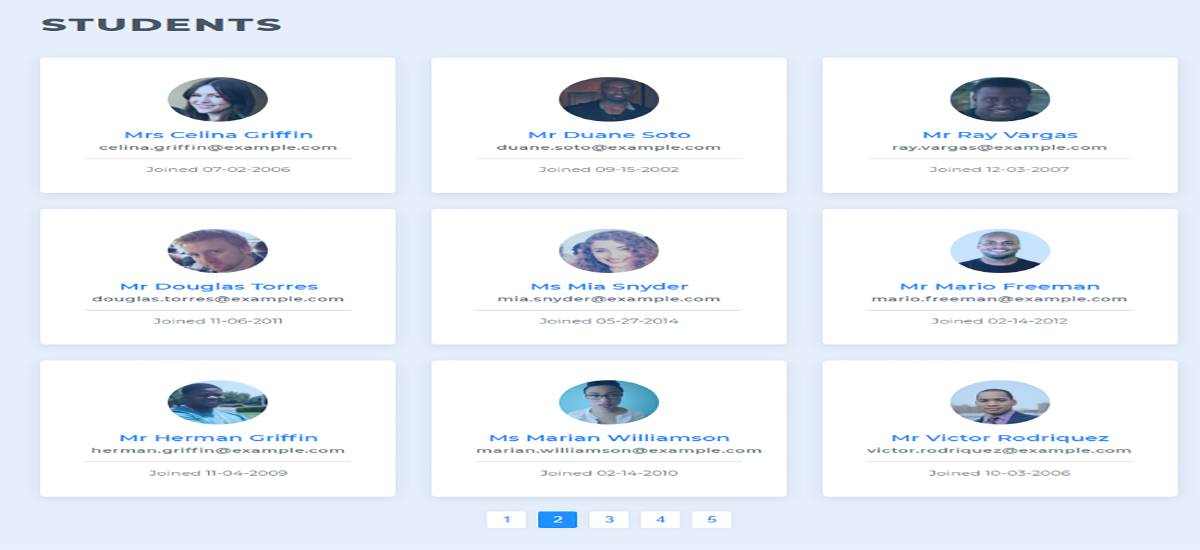 STUDENTS
Mrs Celina Griffin
celina.griffin@example.com
Joined 07-02-2006
Mr Duane Soto
duane.soto@example.com
Joined 09-15-2002
Mr Ray Vargas
ray.vargas@example.com
Joined 12-03-2007
Mr Douglas Torres
douglas.torres@example.com
Joined 11-06-2011
Ms Mia Snyder
mia.snyder@example.com
Joined 05-27-2014
Mr Mario Freeman
mario.freeman@example.com
Joined 02-14-2012
Mr Herman Griffin
herman.griffin@example.com
Joined 11-04-2009
Ms Marian Williamson
marian.williamson@example.com
Joined 02-14-2010
Mr Victor Rodriquez
victor.rodriquez@example.com
Joined 10-03-2006
1 2 3 4 5